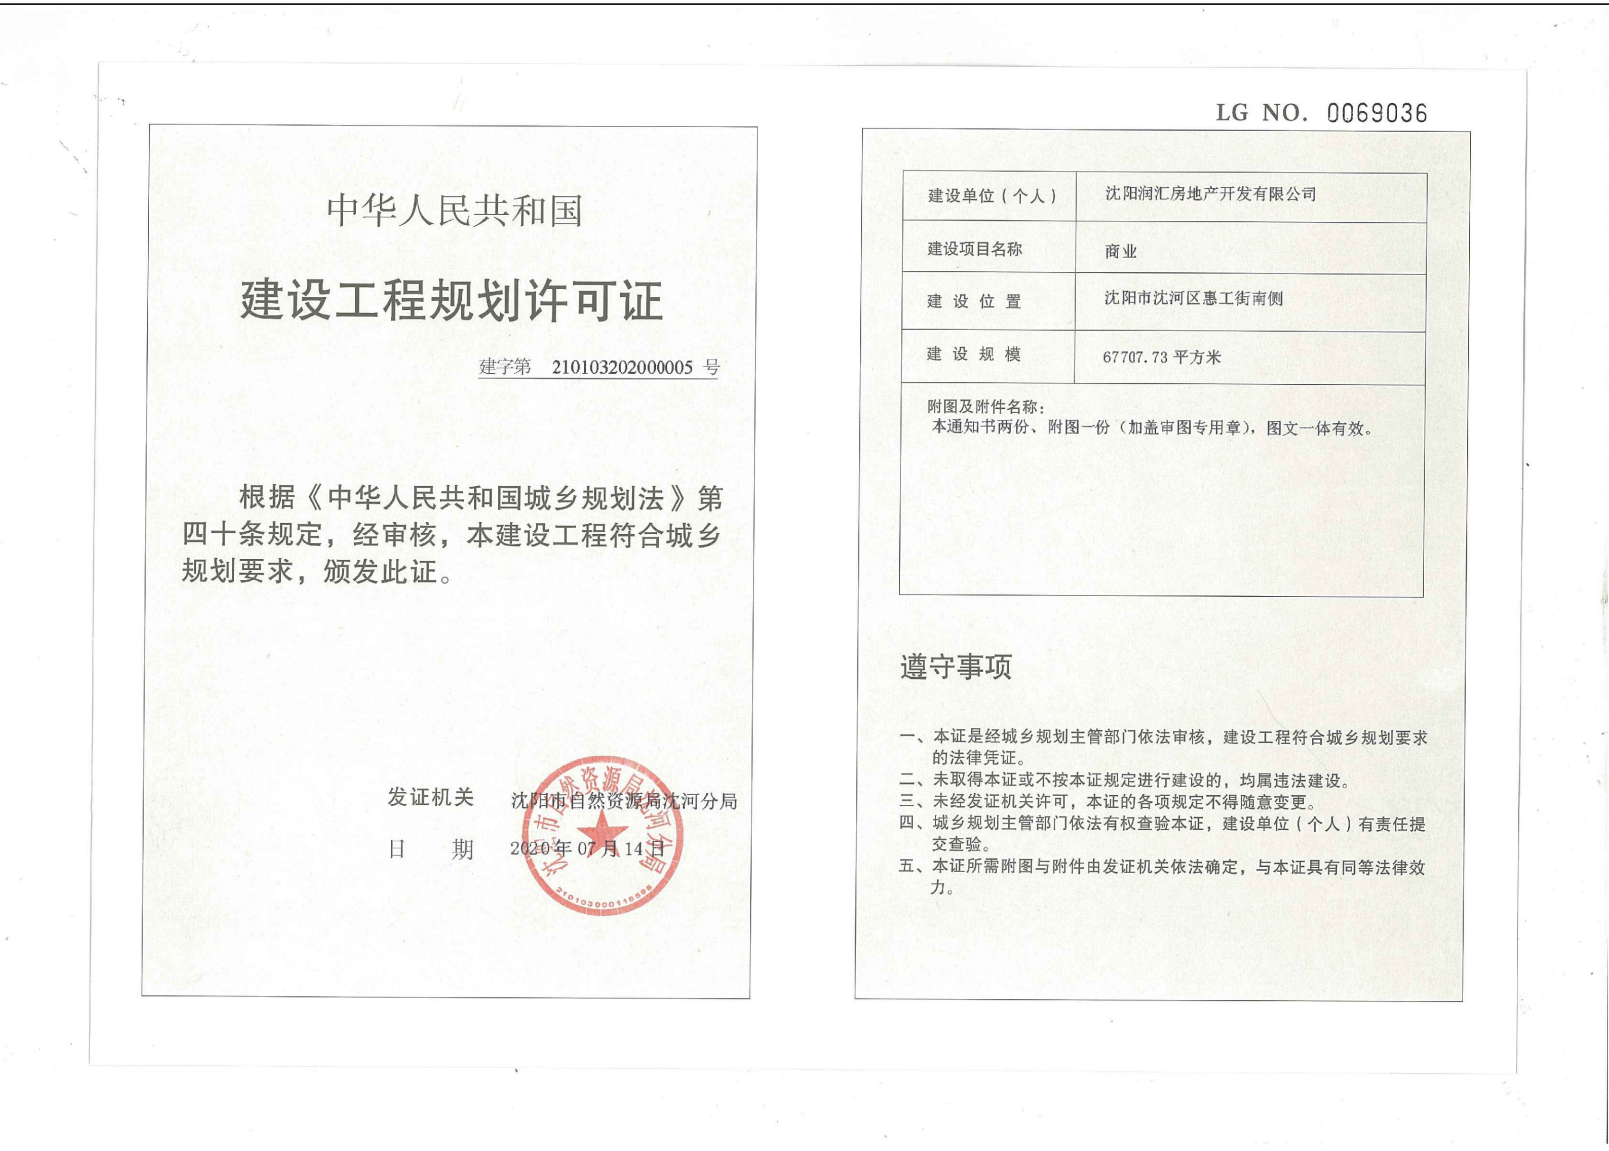 中华人民共和国
建设工程规划许可证
建字第 210103202000005 号
根据《中华人民共和国城乡规划法》第
四十条规定，经审核，本建设工程符合城乡
规划要求，颁发此证。
发证机关 沈阳市自然资源局沈河分局
日 期 2020年07月14日
沈阳市自然资源局沈河分局
LG NO. 0069036
建设单位（个人） 沈阳润汇房地产开发有限公司
建设项目名称 商业
建设位置 沈阳市沈河区惠工街南侧
建设规模 67707.73平方米
附图及附件名称：
本通知书两份、附图一份（加盖审图专用章），图文一体有效。
遵守事项
一、本证是经城乡规划主管部门依法审核，建设工程符合城乡规划要求
的法律凭证。
二、未取得本证或不按本证规定进行建设的，均属违法建设。
三、未经发证机关许可，本证的各项规定不得随意变更。
四、城乡规划主管部门依法有权查验本证，建设单位（个人）有责任提
交查验。
五、本证所需附图与附件由发证机关依法确定，与本证具有同等法律效
力。